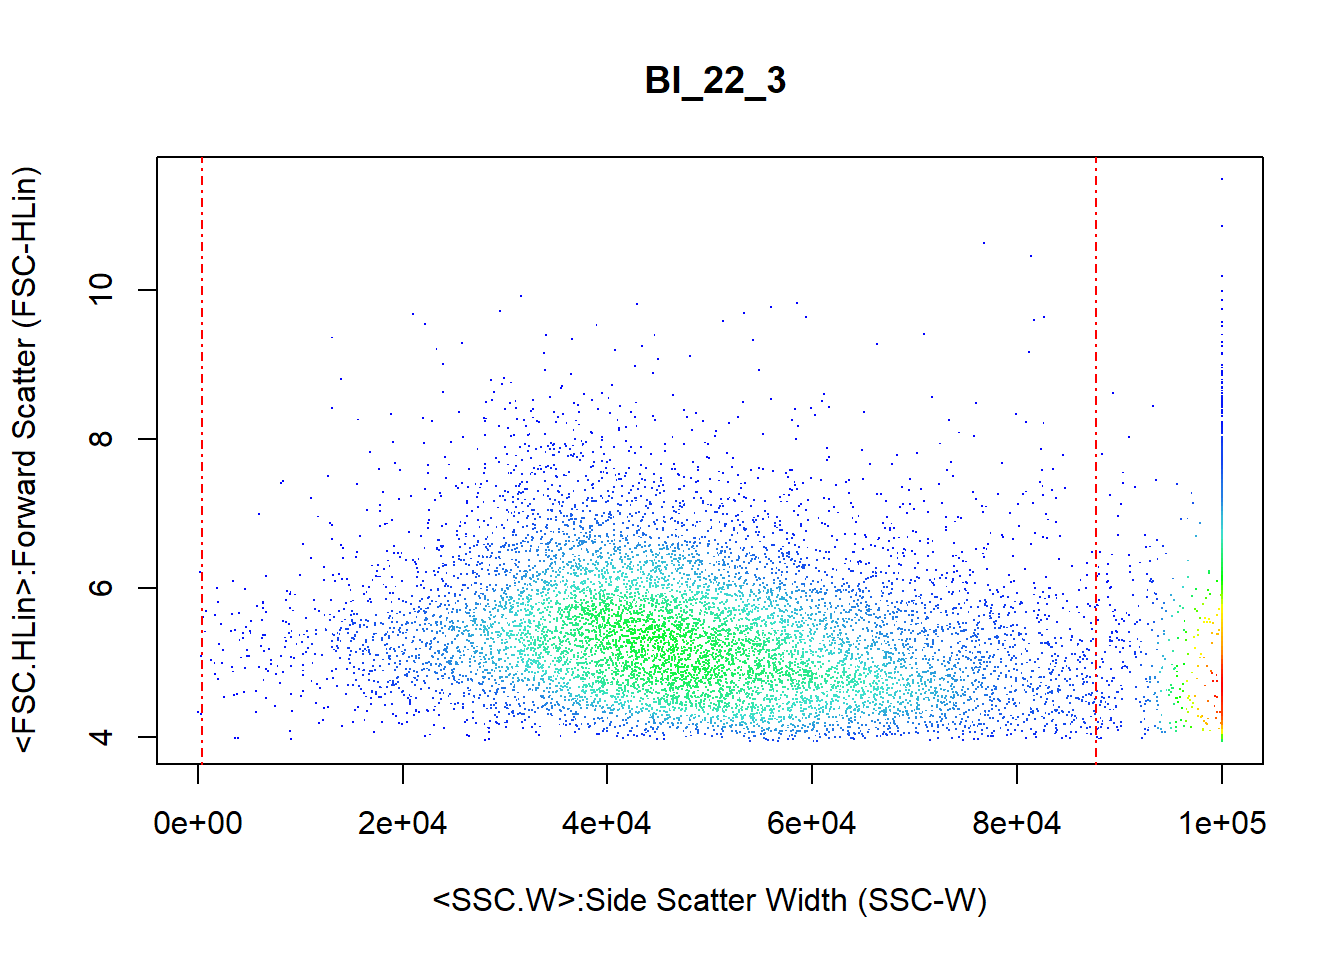 BI_22_3
<FSC.HLin>:Forward Scatter (FSC-HLin)
10
8
6
4
0e+00 2e+04 4e+04 6e+04 8e+04 1e+05
<SSC.W>:Side Scatter Width (SSC-W)